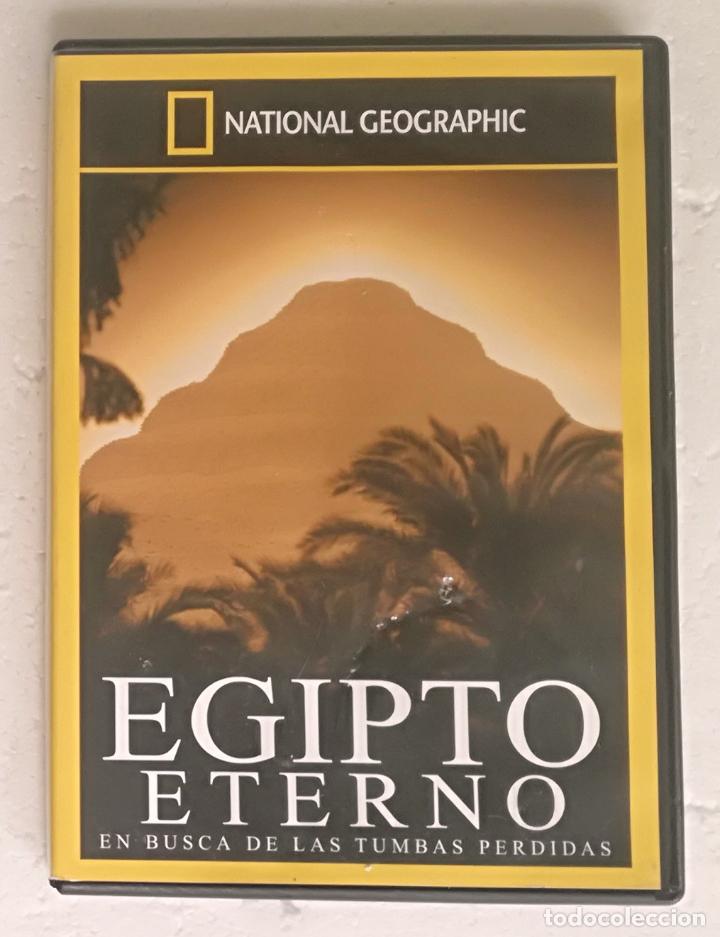 NATIONAL GEOGRAPHIC
EGIPTO
ETERNO
EN BUSCA DE LAS TUMBAS PERDIDAS
todocoleccion